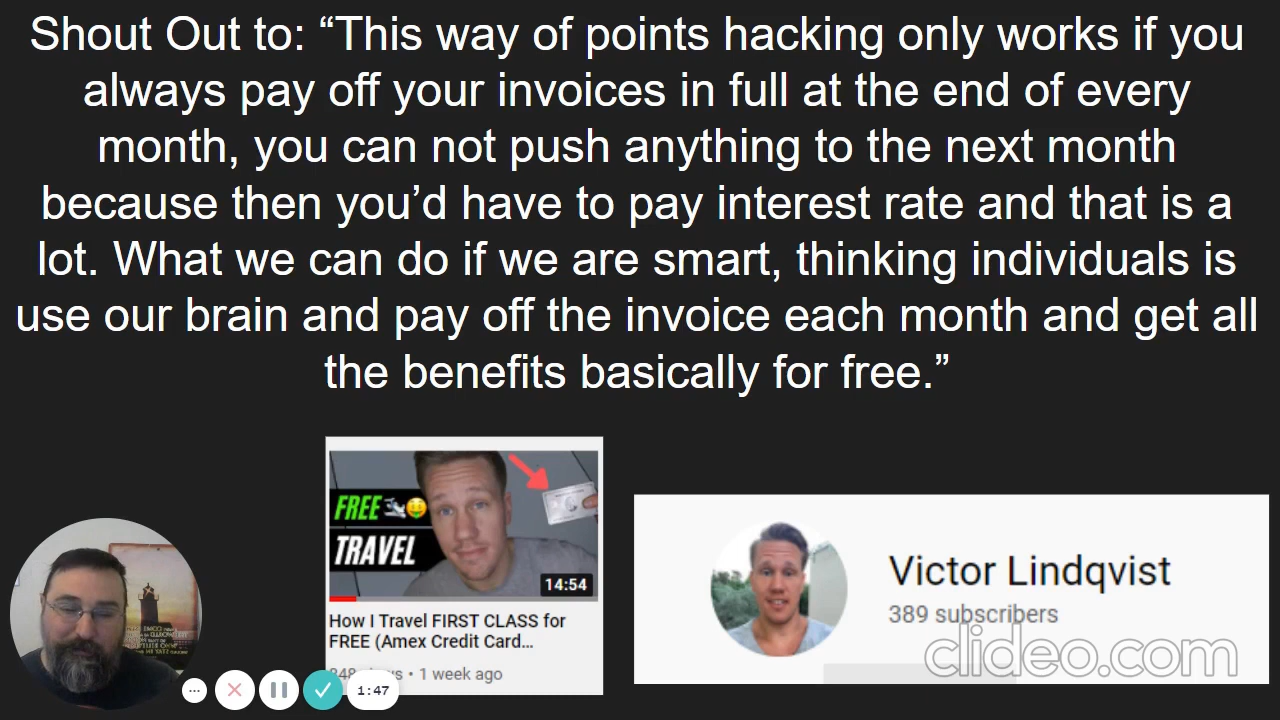 Shout Out to: “This way of points hacking only works if you
always pay off your invoices in full at the end of every
month, you can not push anything to the next month
because then you’d have to pay interest rate and that is a
lot. What we can do if we are smart, thinking individuals is
use our brain and pay off the invoice each month and get all
the benefits basically for free.”
FREE
TRAVEL
14:54
How I Travel FIRST CLASS for
FREE (Amex Credit Card...
• 1 week ago
Victor Lindqvist
389 subscribers
clideo.com
1:47